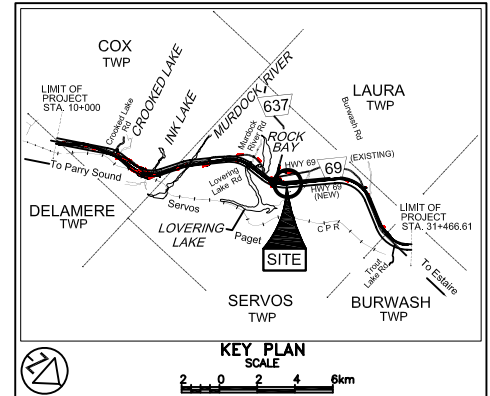 COX
TWP
LIMIT OF
PROJECT
STA. 10+000
Crooked Lake
Rd
CROOKED LAKE
INK LAKE
MURDOCK RIVER
637
Murdock
River Rd
ROCK
BAY
LAURA
TWP
Burwash Rd
HWY 69
69
(EXISTING)
HWY 69
(NEW)
To Parry Sound
Lovering
Lake Rd
Servos
DELAMERE
TWP
LOVERING
LAKE
Paget
C P R
LIMIT OF
PROJECT
STA. 31+466.61
SITE
Trout
Lake Rd
To Estaire
SERVOS
TWP
BURWASH
TWP
KEY PLAN
SCALE
2 0 2 4 6km